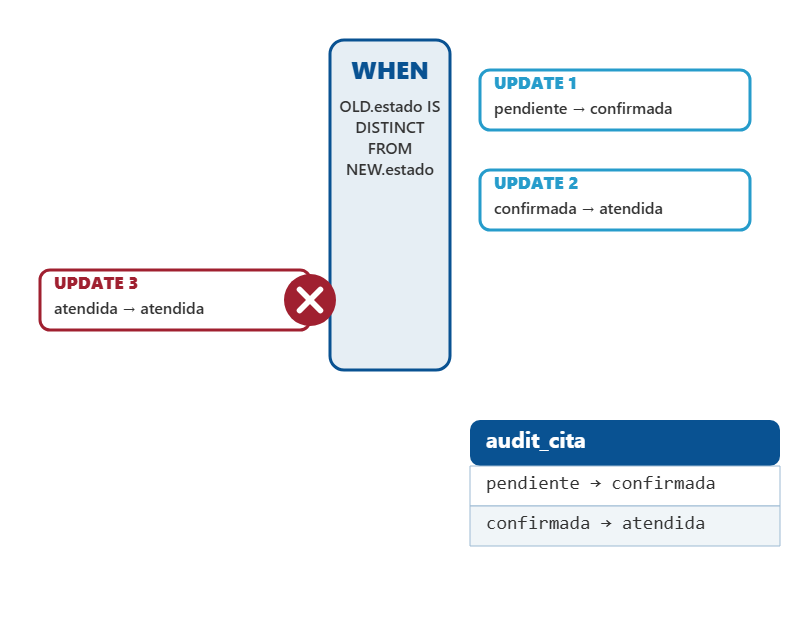 WHEN
OLD.estado IS
DISTINCT
FROM
NEW.estado
UPDATE 1
pendiente → confirmada
UPDATE 2
confirmada → atendida
UPDATE 3
atendida → atendida
audit_cita
pendiente → confirmada
confirmada → atendida